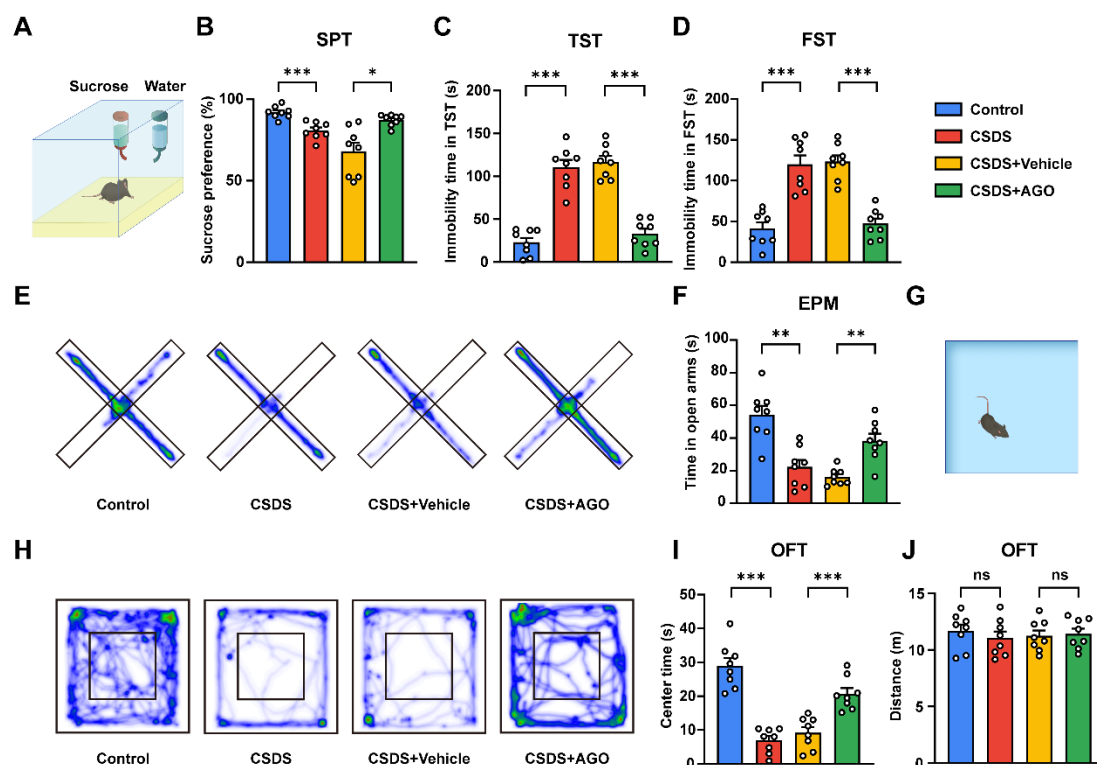 A
Sucrose
Water
B
SPT
***
*
Sucrose preference (%)
100
50
0
C
TST
***
***
Immobility time in TST (s)
200
150
100
50
0
D
FST
***
***
Immobility time in FST (s)
200
150
100
50
0
Control
CSDS
CSDS+Vehicle
CSDS+AGO
E
Control
CSDS
CSDS+Vehicle
CSDS+AGO
F
EPM
**
**
Time in open arms (s)
100
80
60
40
20
0
G
H
Control
CSDS
CSDS+Vehicle
CSDS+AGO
I
OFT
***
***
Center time (s)
50
40
30
20
10
0
J
OFT
ns
ns
Distance (m)
15
10
5
0